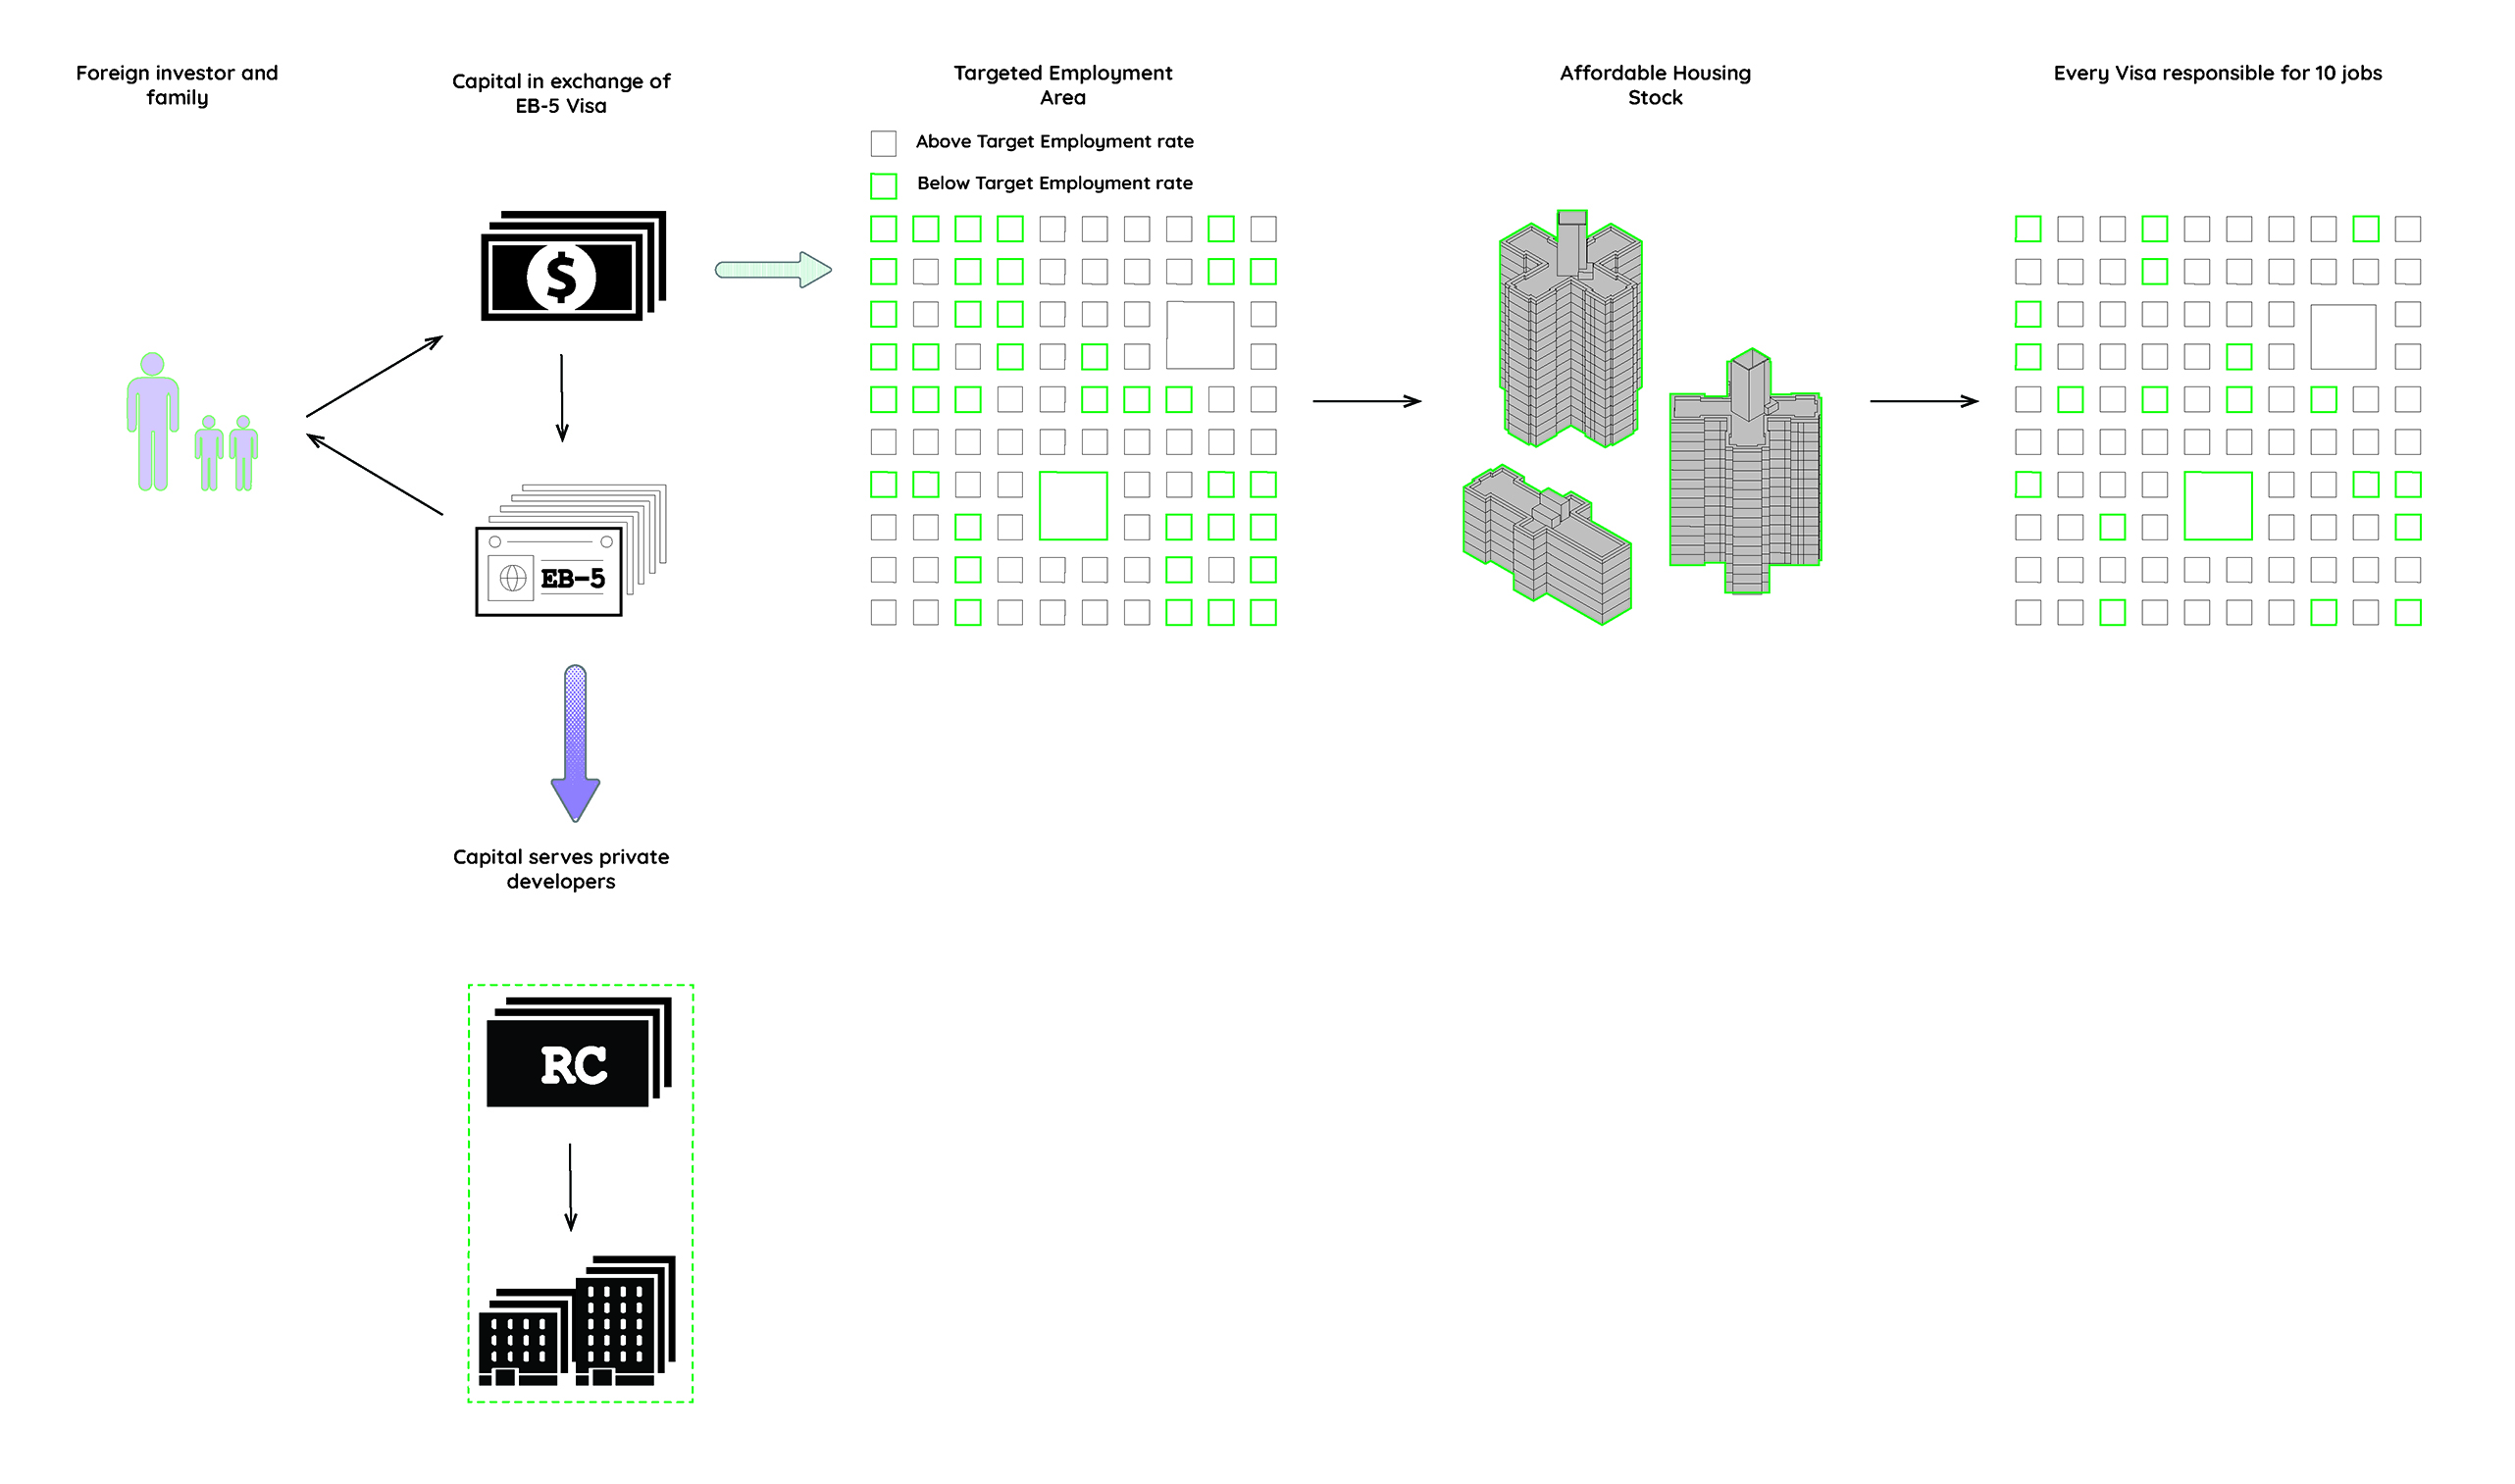 Foreign investor and
family
Capital in exchange of
EB-5 Visa
Targeted Employment
Area
Affordable Housing
Stock
Every Visa responsible for 10 jobs
Above Target Employment rate
Below Target Employment rate
$
EB-5
Capital serves private
developers
RC